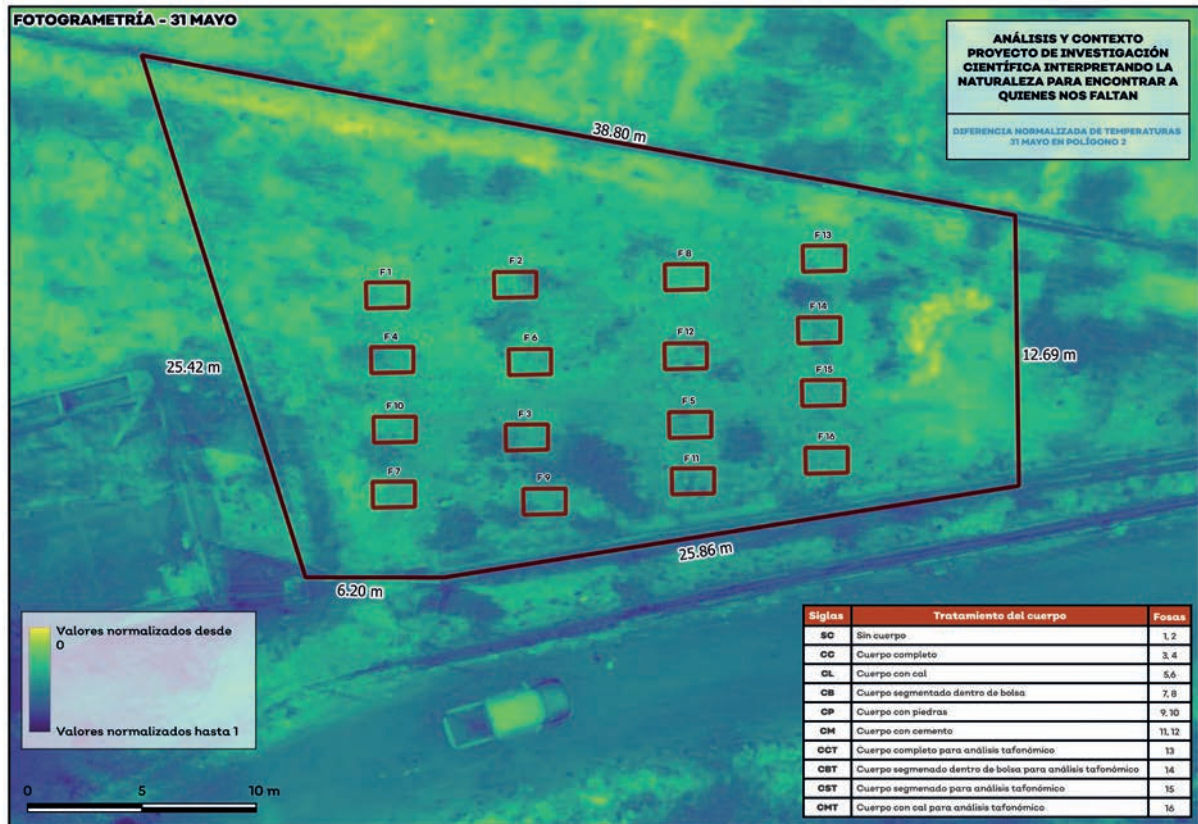 FOTOGRAMETRÍA - 31 MAYO
ANÁLISIS Y CONTEXTO
PROYECTO DE INVESTIGACIÓN
CIENTÍFICA INTERPRETANDO LA
NATURALEZA PARA ENCONTRAR A
QUIENES NOS FALTAN
DIFERENCIA NORMALIZADA DE TEMPERATURAS
31 MAYO EN POLÍGONO 2
38.80 m
F 13
F 2
F 8
F 1
F 14
F 4
F 6
F 12
25.42 m
12.69 m
F 15
F 10
F 3
F 5
F 16
F 7
F 9
F 11
25.86 m
6.20 m
Valores normalizados desde
0
Valores normalizados hasta 1
0 5 10 m
Siglas Tratamiento del cuerpo Fosas
SC Sin cuerpo 1, 2
CC Cuerpo completo 3, 4
CL Cuerpo con cal 5,6
CB Cuerpo segmentado dentro de bolsa 7, 8
CP Cuerpo con piedras 9, 10
CM Cuerpo con cemento 11, 12
CCT Cuerpo completo para análisis tafonómico 13
CBT Cuerpo segmenado dentro de bolsa para análisis tafonómico 14
CST Cuerpo segmenado para análisis tafonómico 15
CMT Cuerpo con cal para análisis tafonómico 16